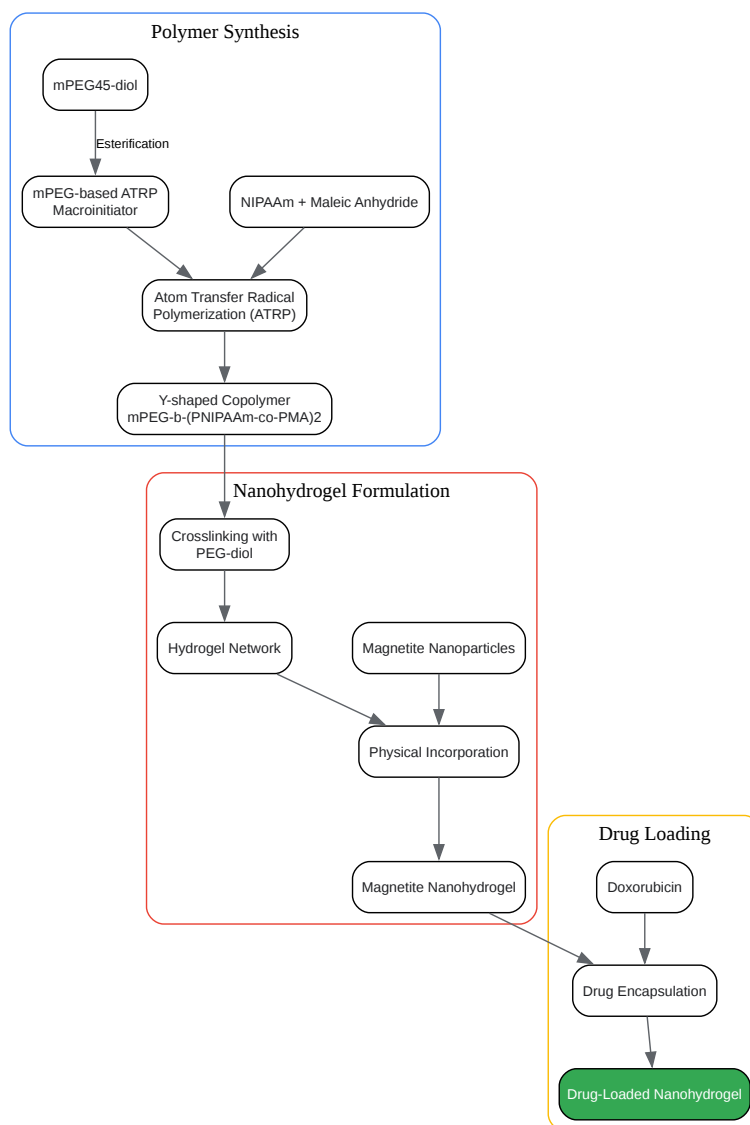 Polymer Synthesis
mPEG45-diol
Esterification
mPEG-based ATRP
Macroinitiator
NIPAAm + Maleic Anhydride
Atom Transfer Radical
Polymerization (ATRP)
Y-shaped Copolymer
mPEG-b-(PNIPAAm-co-PMA)2
Nanohydrogel Formulation
Crosslinking with
PEG-diol
Hydrogel Network
Magnetite Nanoparticles
Physical Incorporation
Magnetite Nanohydrogel
Drug Loading
Doxorubicin
Drug Encapsulation
Drug-Loaded Nanohydrogel